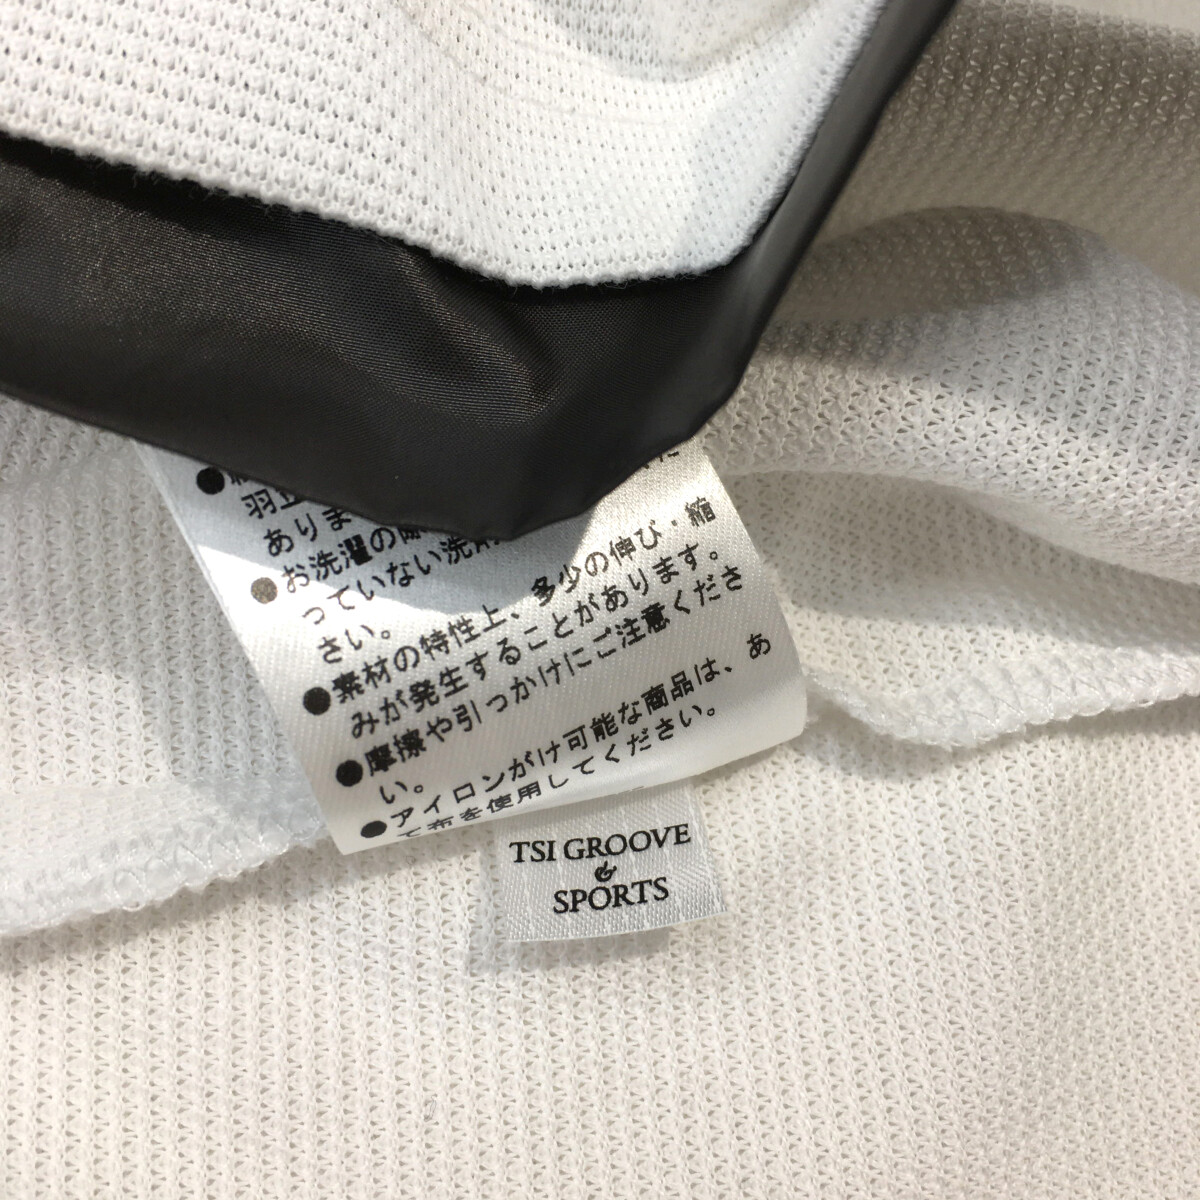 羽立
ありま
●お洗濯の際
っていない洗剤
さい。
●素材の特性上、多少の伸び・縮
みが発生することがあります。
●摩擦や引っかけにご注意くださ
い。
●アイロンがけ可能な商品は、あ
て布を使用してください。
TSI GROOVE
&
SPORTS